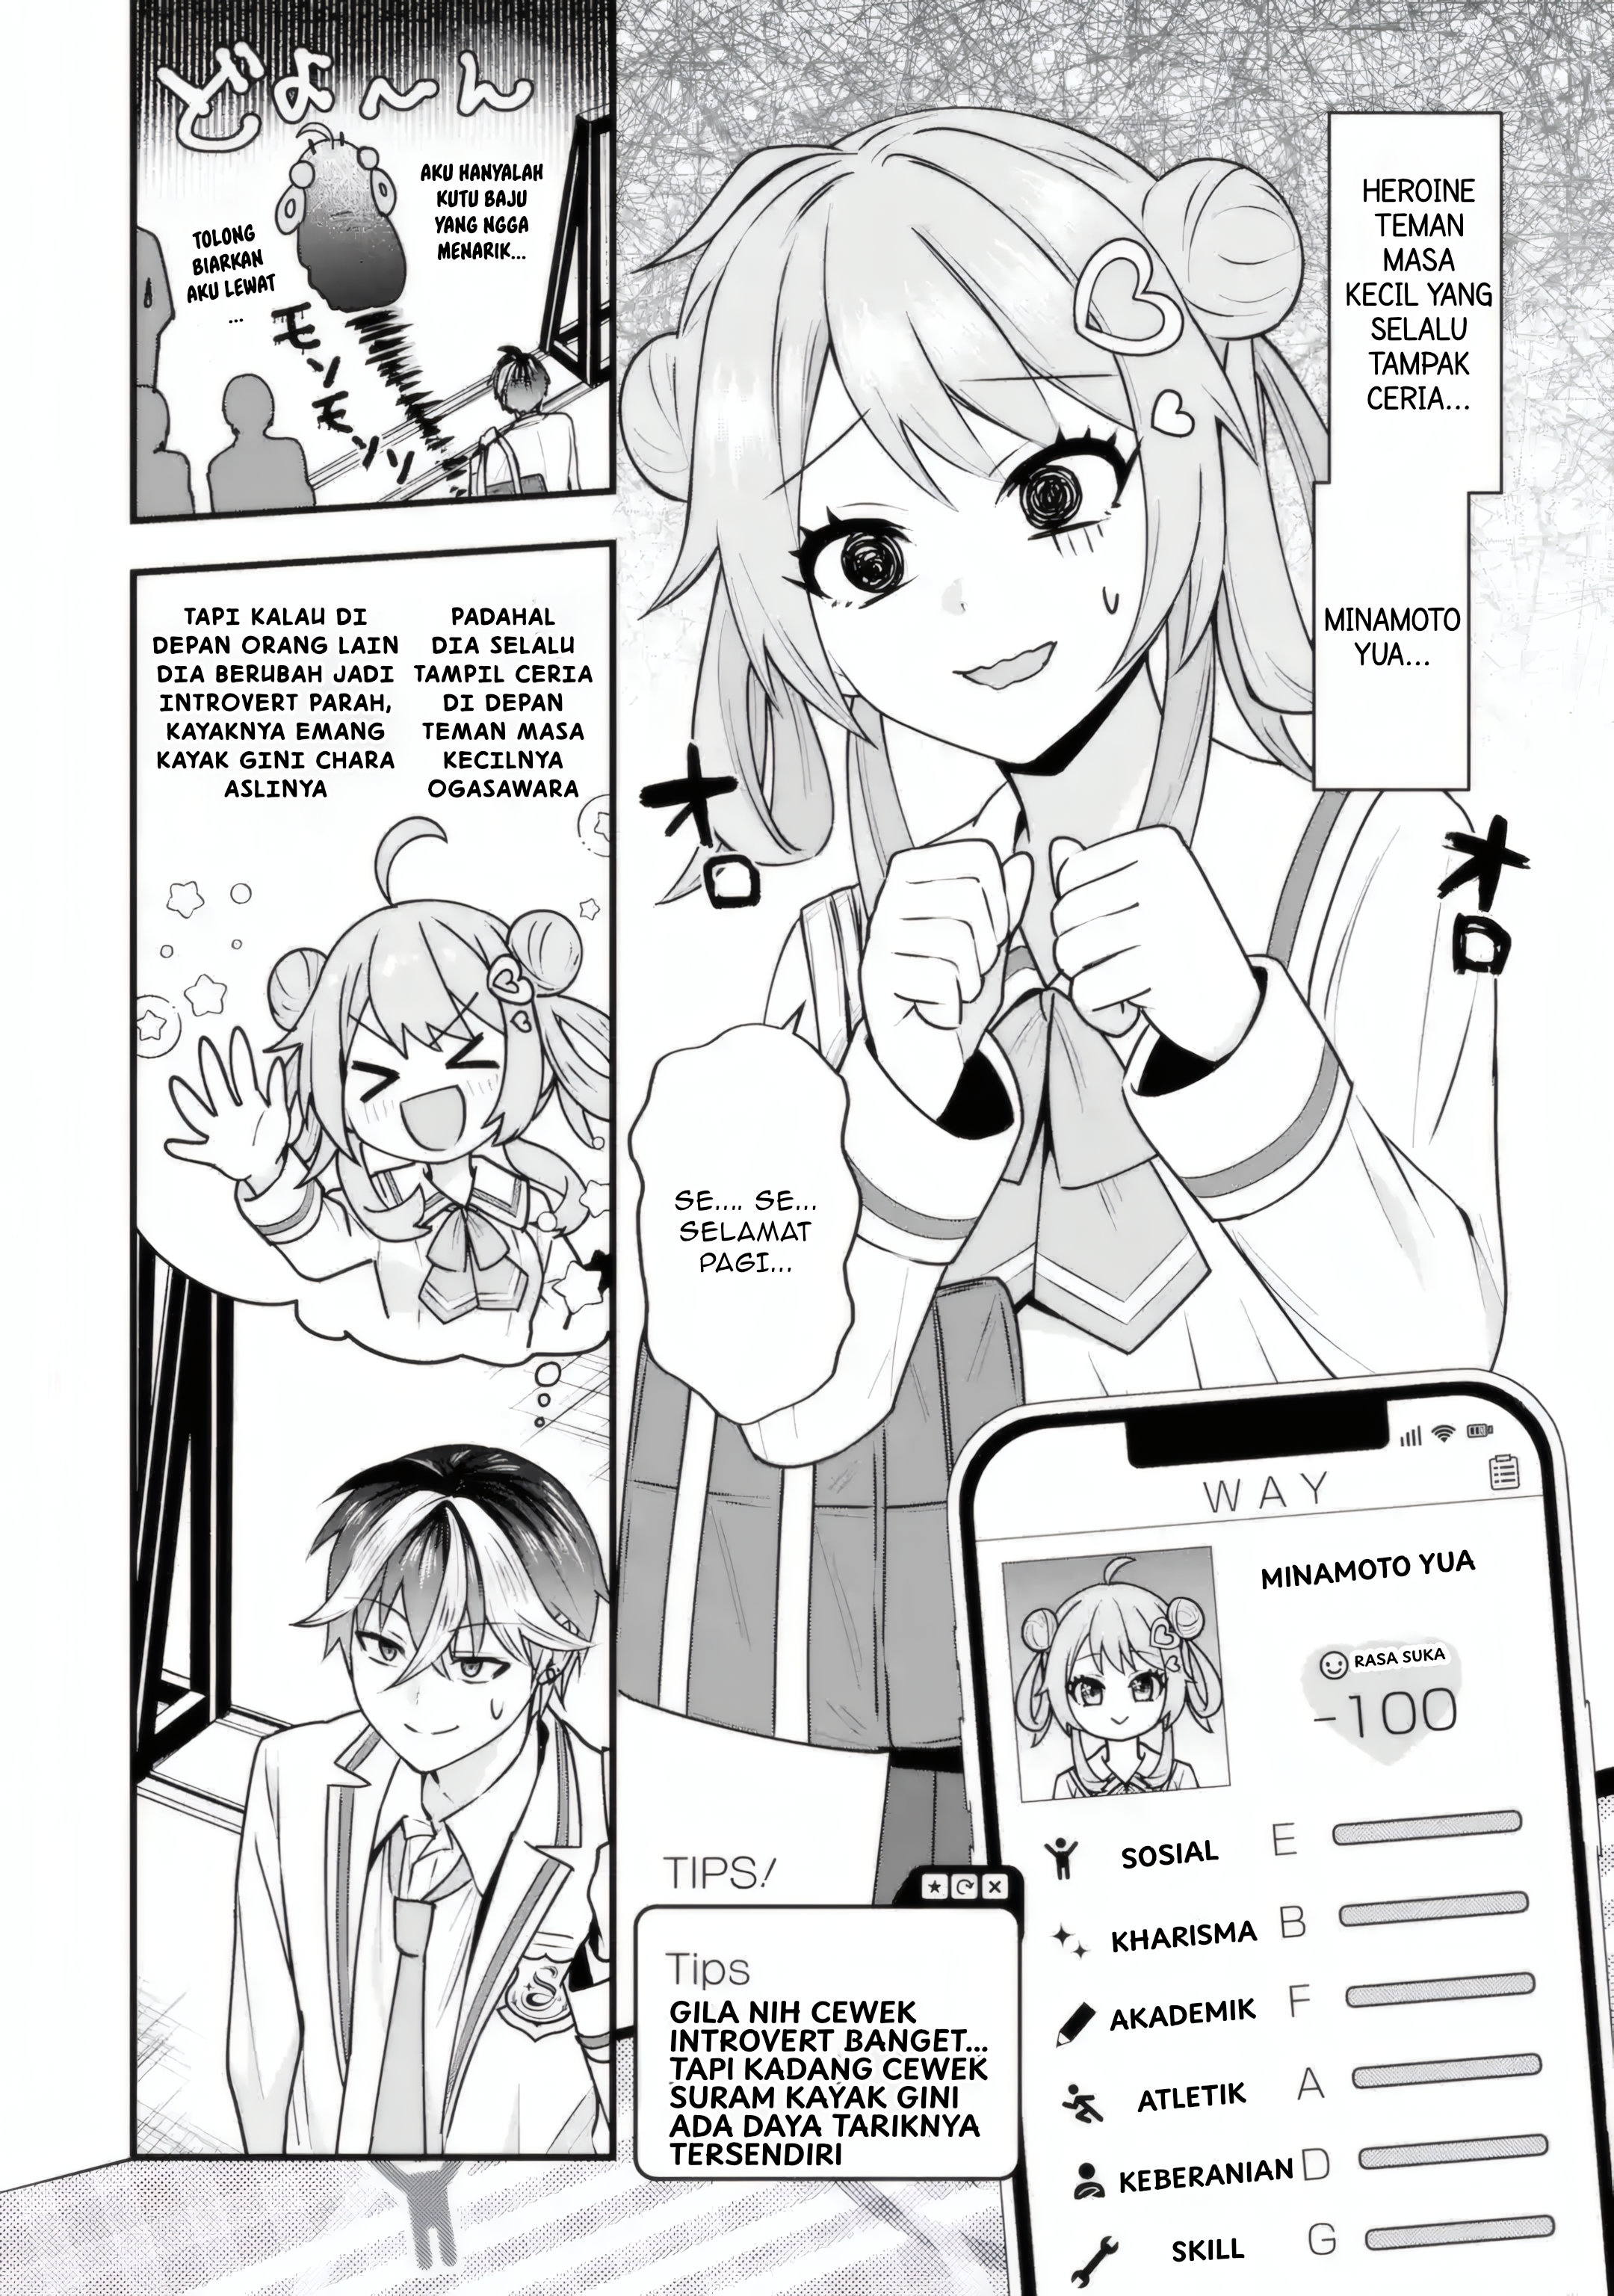 HEROINE
TEMAN
MASA
KECIL YANG
SELALU
TAMPAK
CERIA...
MINAMOTO
YUA...
オロ
オロ
SE.... SE...
SELAMAT
PAGI...
WAY
MINAMOTO YUA
RASA SUKA
-100
SOSIAL E
KHARISMA B
AKADEMIK F
ATLETIK A
KEBERANIAN D
SKILL G
TIPS!
Tips
GILA NIH CEWEK
INTROVERT BANGET...
TAPI KADANG CEWEK
SURAM KAYAK GINI
ADA DAYA TARIKNYA
TERSENDIRI
どよ〜ん
AKU HANYALAH
KUTU BAJU
YANG NGGA
MENARIK...
TOLONG
BIARKAN
AKU LEWAT
...
モソモソ
PADAHAL
DIA SELALU
TAMPIL CERIA
DI DEPAN
TEMAN MASA
KECILNYA
OGASAWARA
TAPI KALAU DI
DEPAN ORANG LAIN
DIA BERUBAH JADI
INTROVERT PARAH,
KAYAKNYA EMANG
KAYAK GINI CHARA
ASLINYA